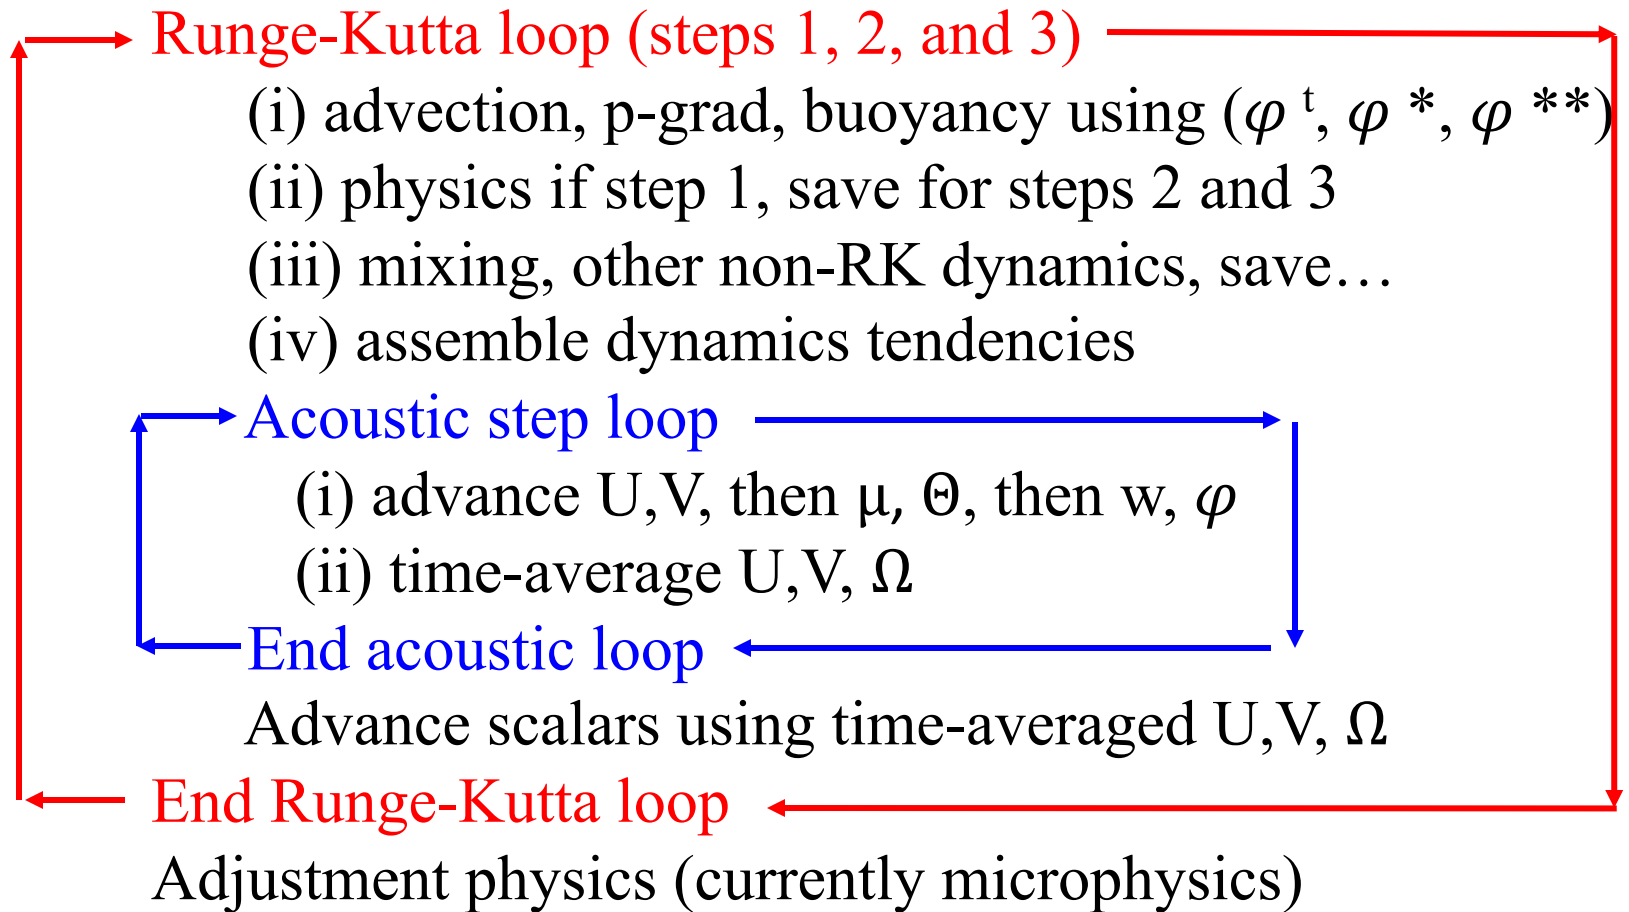 Runge-Kutta loop (steps 1, 2, and 3)
(i) advection, p-grad, buoyancy using (φ ᵗ, φ *, φ **)
(ii) physics if step 1, save for steps 2 and 3
(iii) mixing, other non-RK dynamics, save…
(iv) assemble dynamics tendencies
Acoustic step loop
(i) advance U,V, then μ, Θ, then w, φ
(ii) time-average U,V, Ω
End acoustic loop
Advance scalars using time-averaged U,V, Ω
End Runge-Kutta loop
Adjustment physics (currently microphysics)